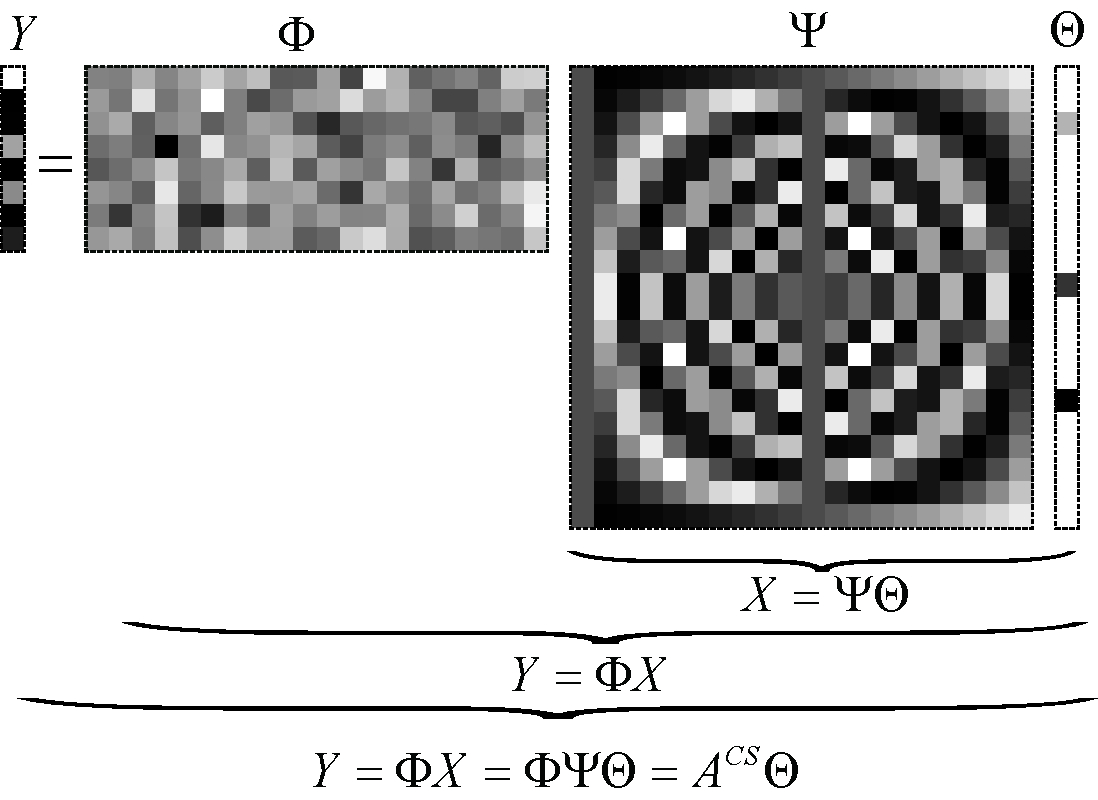 Y Φ Ψ Θ
=
X = ΨΘ
Y = ΦX
Y = ΦX = ΦΨΘ = A^{CS}Θ